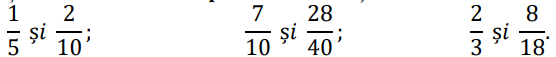 1/5 și 2/10; 7/10 și 28/40; 2/3 și 8/18.